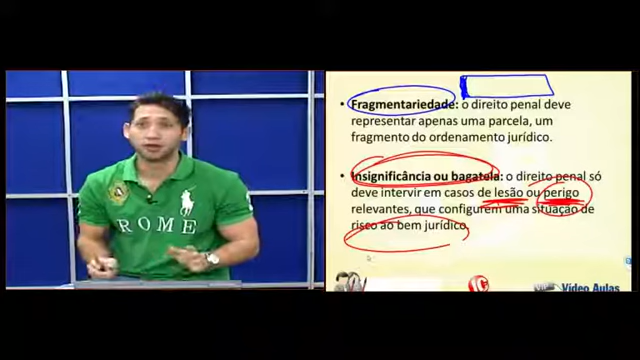 ROME
• Fragmentariedade: o direito penal deve
representar apenas uma parcela, um
fragmento do ordenamento jurídico.
• Insignificância ou bagatela: o direito penal só
deve intervir em casos de lesão ou perigo
relevantes, que configurem uma situação de
risco ao bem jurídico.
Vídeo Aulas